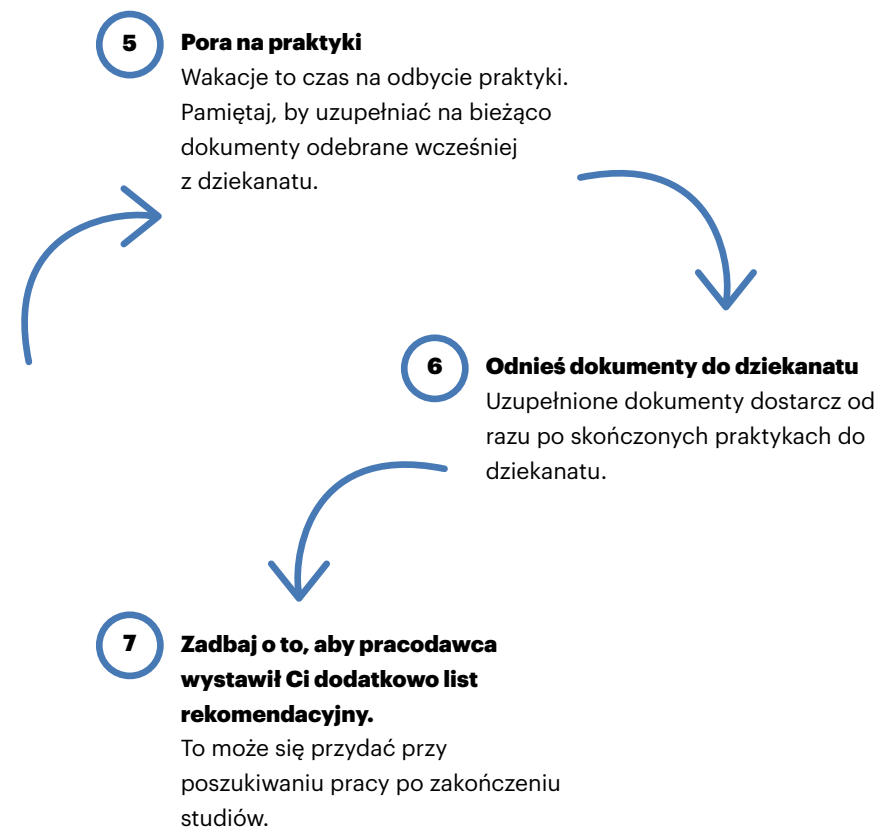 5
Pora na praktyki
Wakacje to czas na odbycie praktyki.
Pamiętaj, by uzupełniać na bieżąco
dokumenty odebrane wcześniej
z dziekanatu.
6
Odnieś dokumenty do dziekanatu
Uzupełnione dokumenty dostarcz od
razu po skończonych praktykach do
dziekanatu.
7
Zadbaj o to, aby pracodawca
wystawił Ci dodatkowo list
rekomendacyjny.
To może się przydać przy
poszukiwaniu pracy po zakończeniu
studiów.